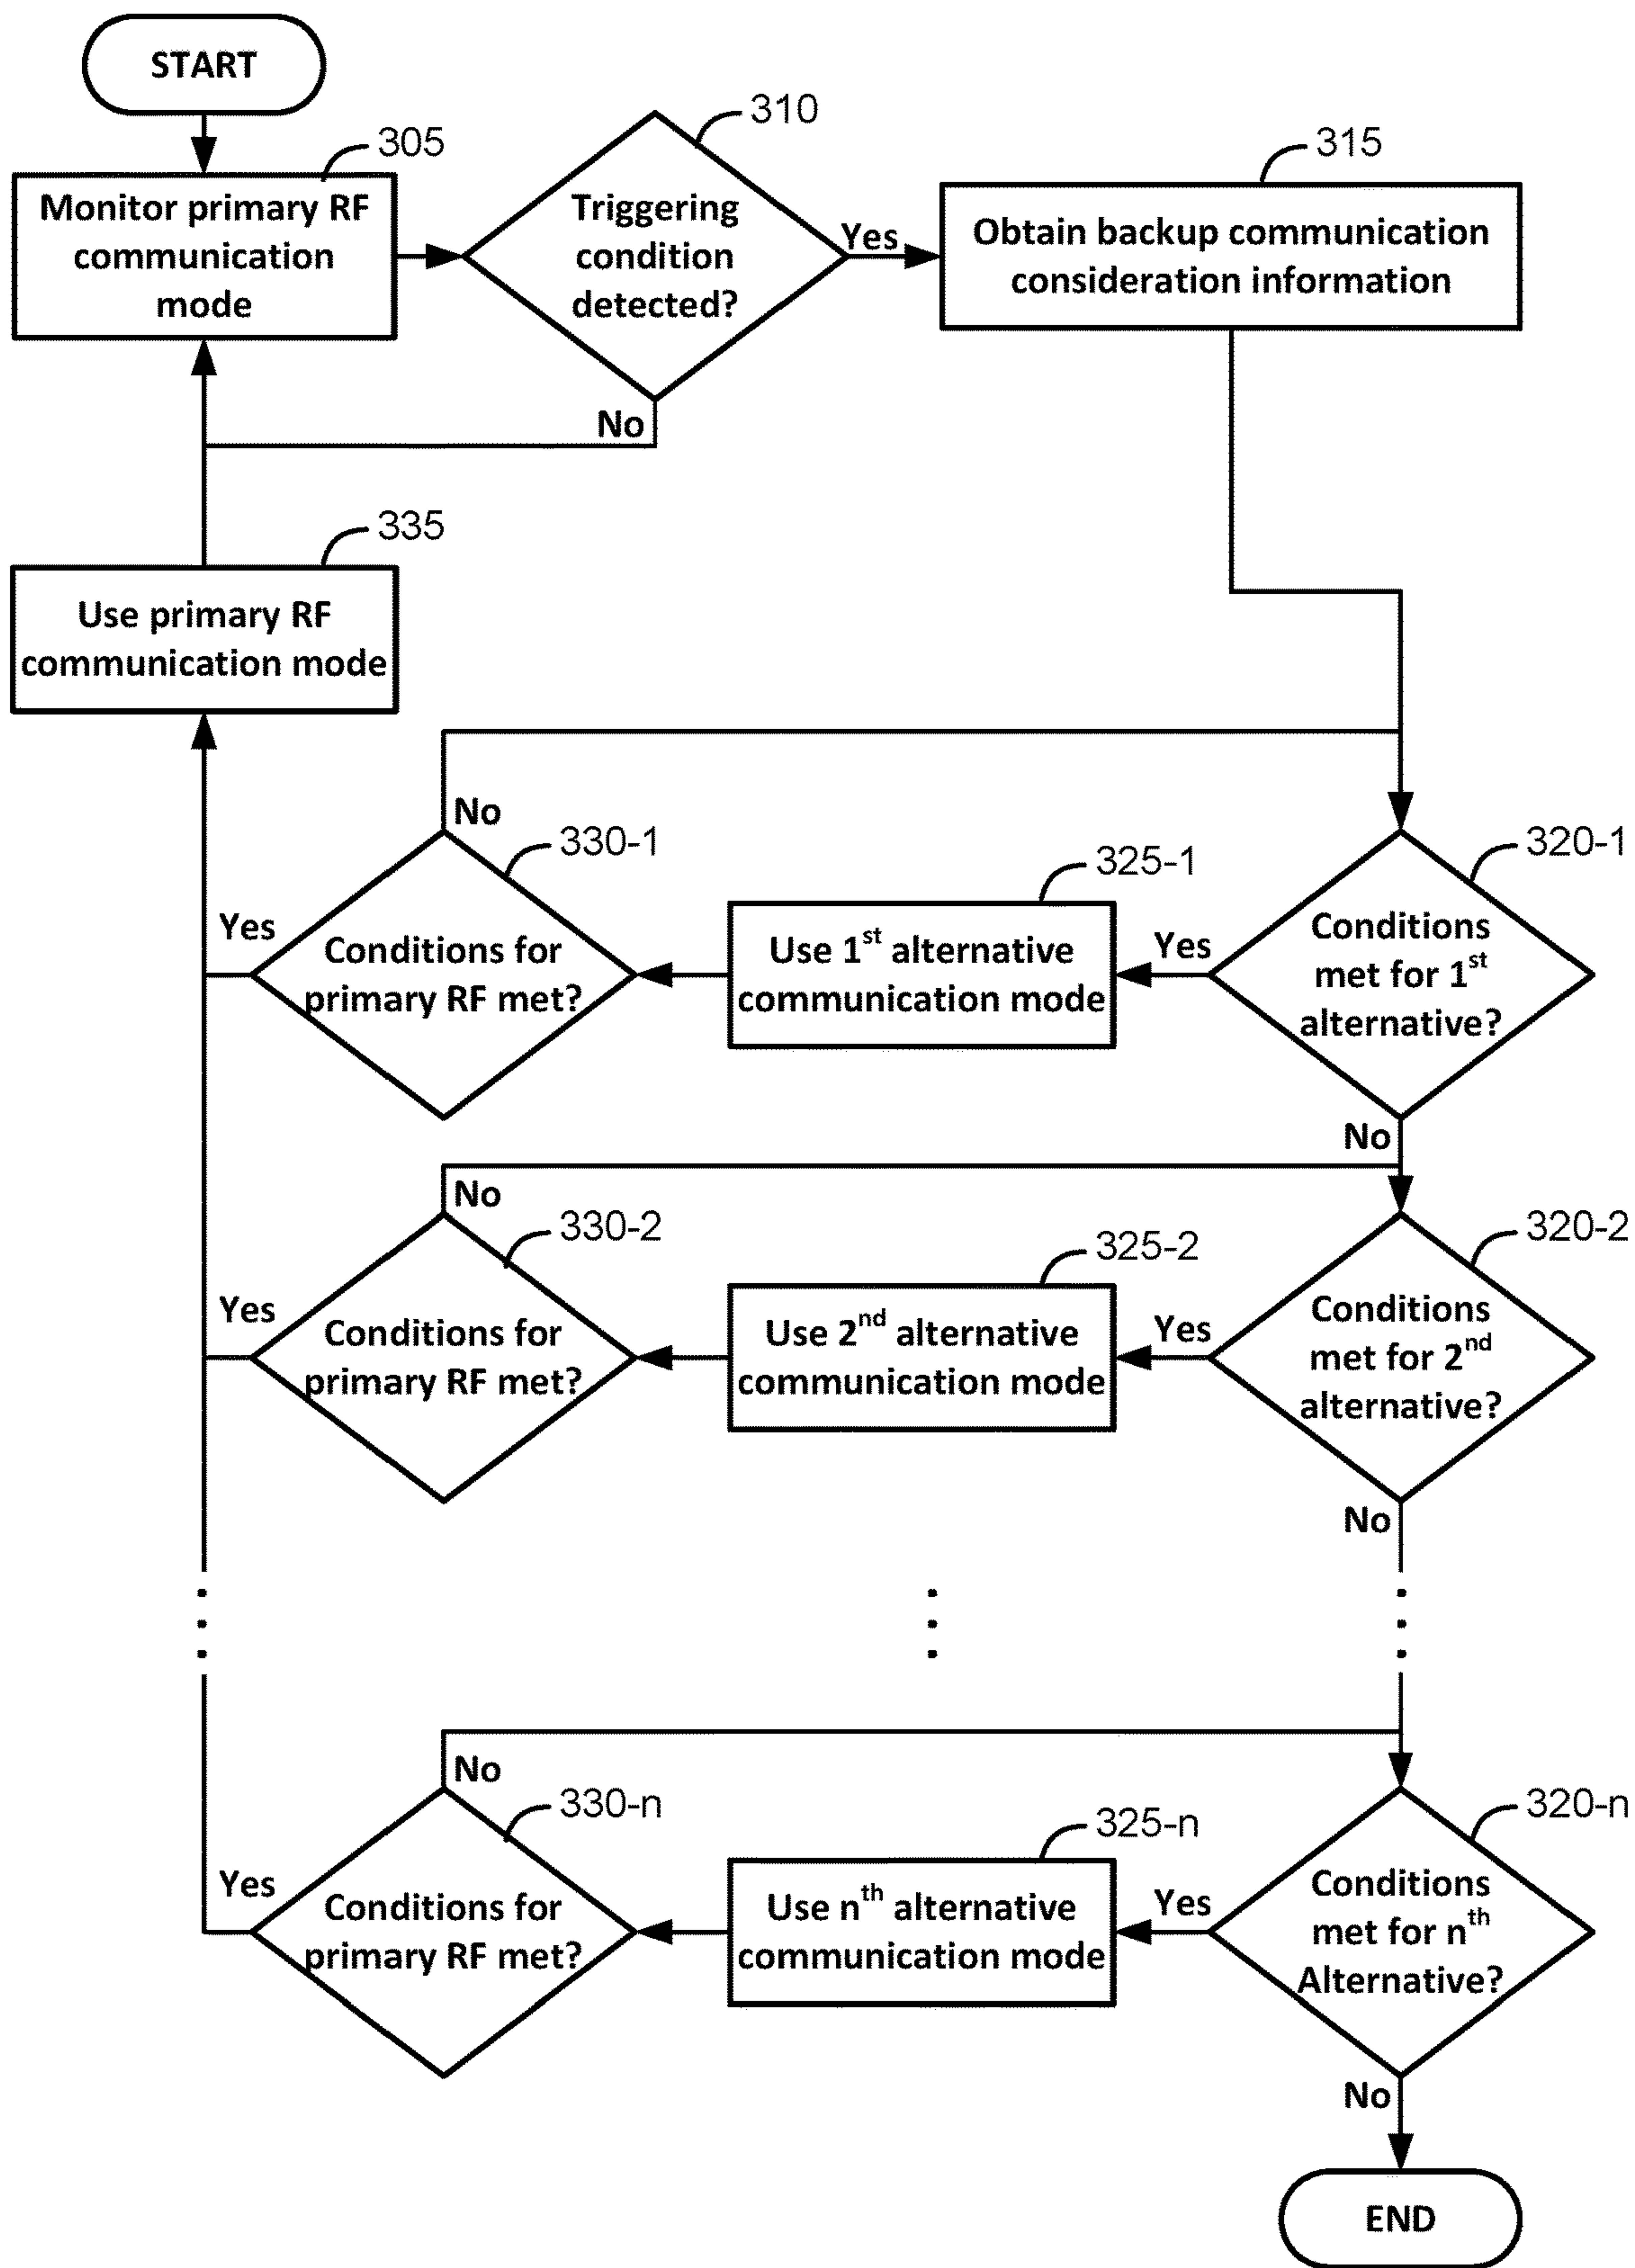 START
305
Monitor primary RF
communication
mode
310
Triggering
condition
detected?
Yes
No
315
Obtain backup communication
consideration information
335
Use primary RF
communication mode
No
330-1
Yes
Conditions for
primary RF met?
325-1
Use 1st alternative
communication mode
Yes
320-1
Conditions
met for 1st
alternative?
No
No
330-2
Yes
Conditions for
primary RF met?
325-2
Use 2nd alternative
communication mode
Yes
320-2
Conditions
met for 2nd
alternative?
No
No
330-n
Yes
Conditions for
primary RF met?
325-n
Use nth alternative
communication mode
Yes
320-n
Conditions
met for nth
Alternative?
No
END